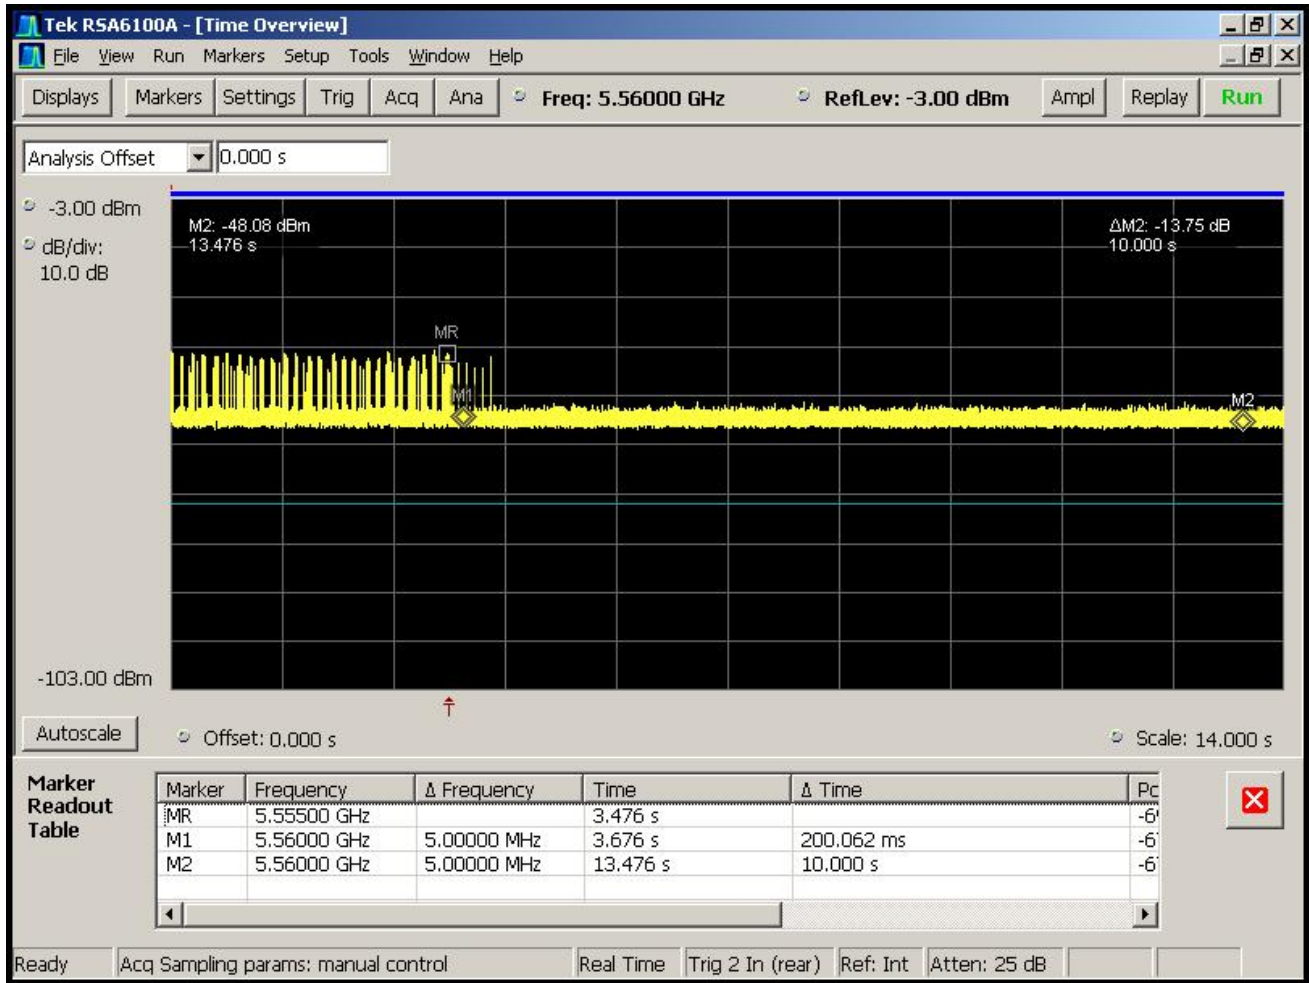 Tek RSA6100A - [Time Overview]
File View Run Markers Setup Tools Window Help
Displays Markers Settings Trig Acq Ana Freq: 5.56000 GHz RefLev: -3.00 dBm Ampl Replay Run
Analysis Offset 0.000 s
-3.00 dBm
dB/div:
10.0 dB
M2: -48.08 dBm
13.476 s
ΔM2: -13.75 dB
10.000 s
MR
M1
M2
-103.00 dBm
Autoscale
Offset: 0.000 s
Scale: 14.000 s
Marker
Readout
Table
Marker Frequency Δ Frequency Time Δ Time
MR 5.55500 GHz 3.476 s
M1 5.56000 GHz 5.00000 MHz 3.676 s 200.062 ms
M2 5.56000 GHz 5.00000 MHz 13.476 s 10.000 s
Ready Acq Sampling params: manual control Real Time Trig 2 In (rear) Ref: Int Atten: 25 dB